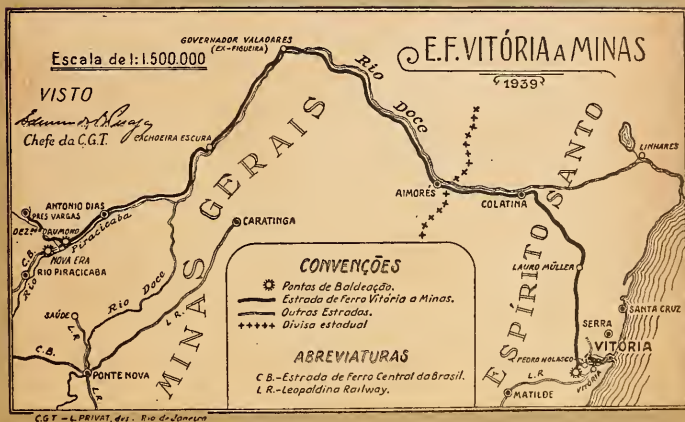 Escala de 1:1.500.000
VISTO
Chefe da C.G.T.
E.F. VITÓRIA A MINAS
1939
GOVERNADOR VALADARES
(EX-FIGUEIRA)
Rio Doce
CACHOEIRA ESCURA
ANTONIO DIAS
PRES VARGAS
DEZ.DOR DRUMOND
Piracicaba
NOVA ERA
C.B.
Rio
RIO PIRACICABA
SAÚDE
L.R.
Rio Doce
L.R.
CARATINGA
C.B.
PONTE NOVA
L.R.
MINAS GERAIS
AIMORÉS
COLATINA
LINHARES
ESPÍRITO SANTO
LAURO MÜLLER
SANTA CRUZ
SERRA
VITÓRIA
PEDRO NOLASCO
VITÓRIA
L.R.
MATILDE
CONVENÇÕES
Pontos de Baldeação.
Estrada de Ferro Vitória a Minas.
Outras Estradas.
Divisa estadual
ABREVIATURAS
C B.-Estrada de Ferro Central do Brasil.
L R.-Leopoldina Railway.
C.G.T - L. PRIVAT, des. Rio de Janeiro